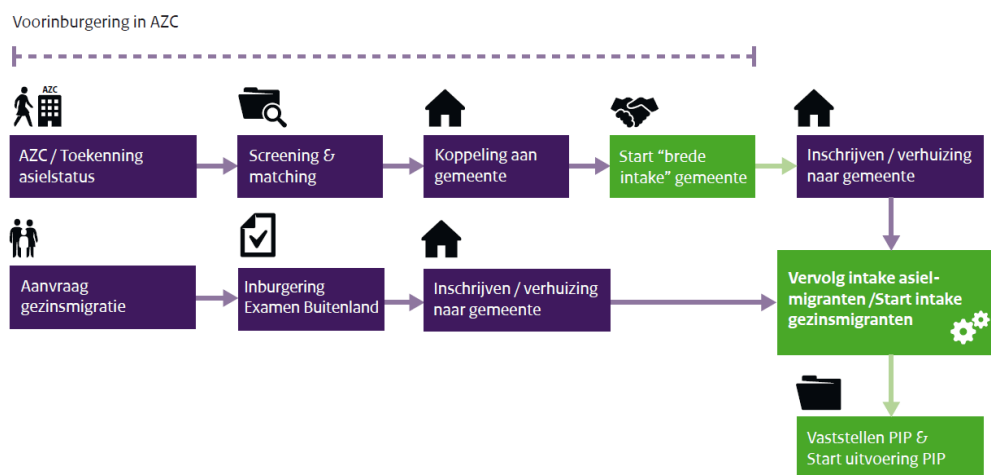 Voorinburgering in AZC
AZC
AZC / Toekenning
asielstatus
Screening &
matching
Koppeling aan
gemeente
Start “brede
intake” gemeente
Inschrijven / verhuizing
naar gemeente
Aanvraag
gezinsmigratie
Inburgering
Examen Buitenland
Inschrijven / verhuizing
naar gemeente
Vervolg intake asiel-
migranten /Start intake
gezinsmigranten
Vaststellen PIP &
Start uitvoering PIP